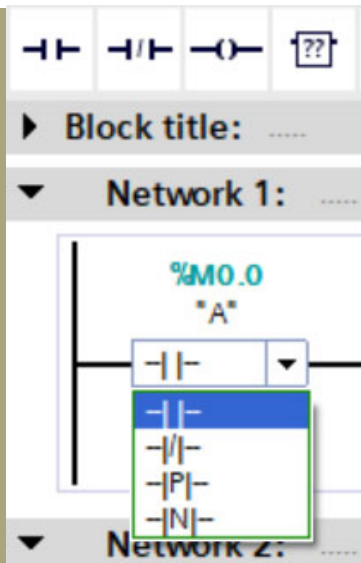 ⊣ ⊢ ⊣/⊢ –( )– ??
Block title: .....
Network 1: .....
%M0.0
"A"
--| |--
--| |--
--|/|--
--|P|--
--|N|--
Network 2: .....